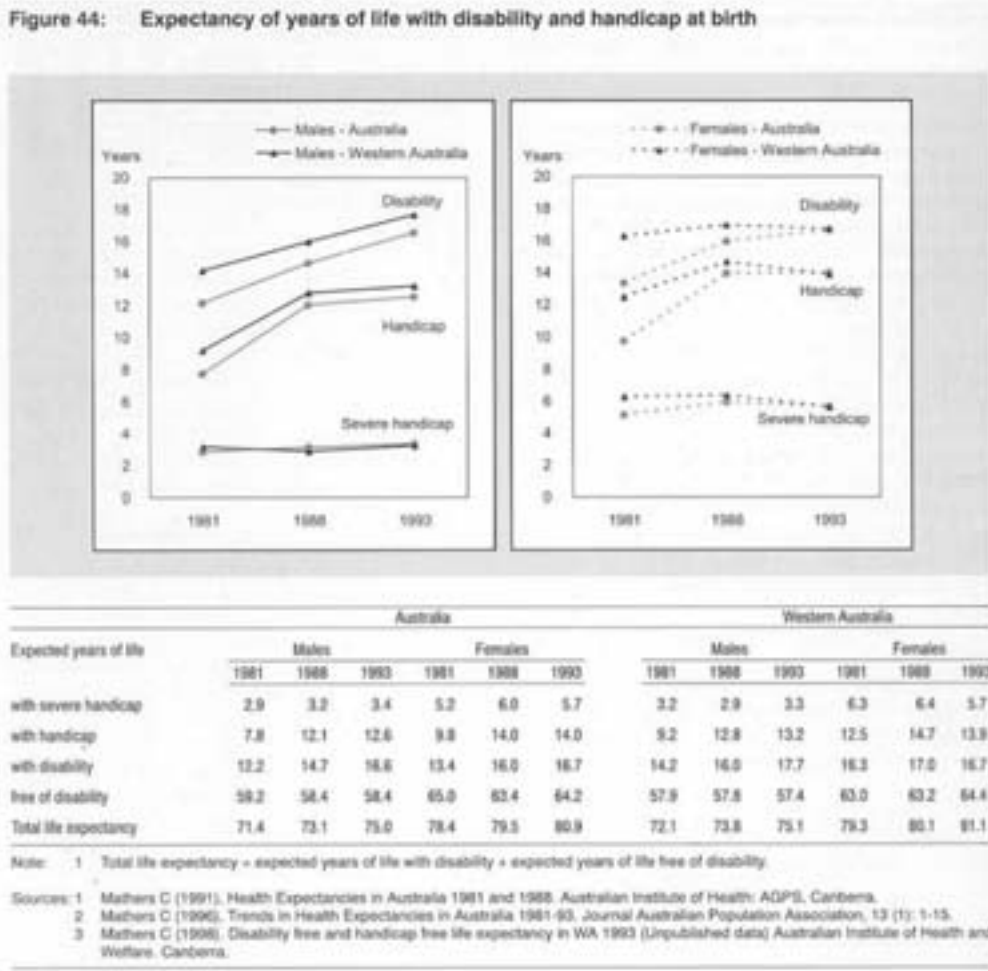 Figure 44: Expectancy of years of life with disability and handicap at birth
Males - Australia
Males - Western Australia
Years
20
18
16
14
12
10
8
6
4
2
0
Disability
Handicap
Severe handicap
1981 1988 1993
Females - Australia
Females - Western Australia
Years
20
18
16
14
12
10
8
6
4
2
0
Disability
Handicap
Severe handicap
1981 1988 1993
Australia Western Australia
Expected years of life Males Females Males Females
1981 1988 1993 1981 1988 1993 1981 1988 1993 1981 1988 1993
with severe handicap 2.9 3.2 3.4 5.2 6.0 5.7 3.2 2.9 3.3 6.3 6.4 5.7
with handicap 7.8 12.1 12.6 9.8 14.0 14.0 9.2 12.8 13.2 12.5 14.7 13.9
with disability 12.2 14.7 16.6 13.4 16.0 16.7 14.2 16.0 17.7 16.3 17.0 16.7
free of disability 59.2 58.4 58.4 65.0 63.4 64.2 57.9 57.8 57.4 63.0 63.2 64.4
Total life expectancy 71.4 73.1 75.0 78.4 79.5 80.9 72.1 73.8 75.1 79.3 80.1 81.1
Note: 1 Total life expectancy = expected years of life with disability + expected years of life free of disability.
Sources: 1 Mathers C (1991), Health Expectancies in Australia 1981 and 1988. Australian Institute of Health: AGPS, Canberra.
2 Mathers C (1996), Trends in Health Expectancies in Australia 1981-93. Journal Australian Population Association, 13 (1): 1-15.
3 Mathers C (1998), Disability free and handicap free life expectancy in WA 1993 (Unpublished data) Australian Institute of Health and
Welfare. Canberra.